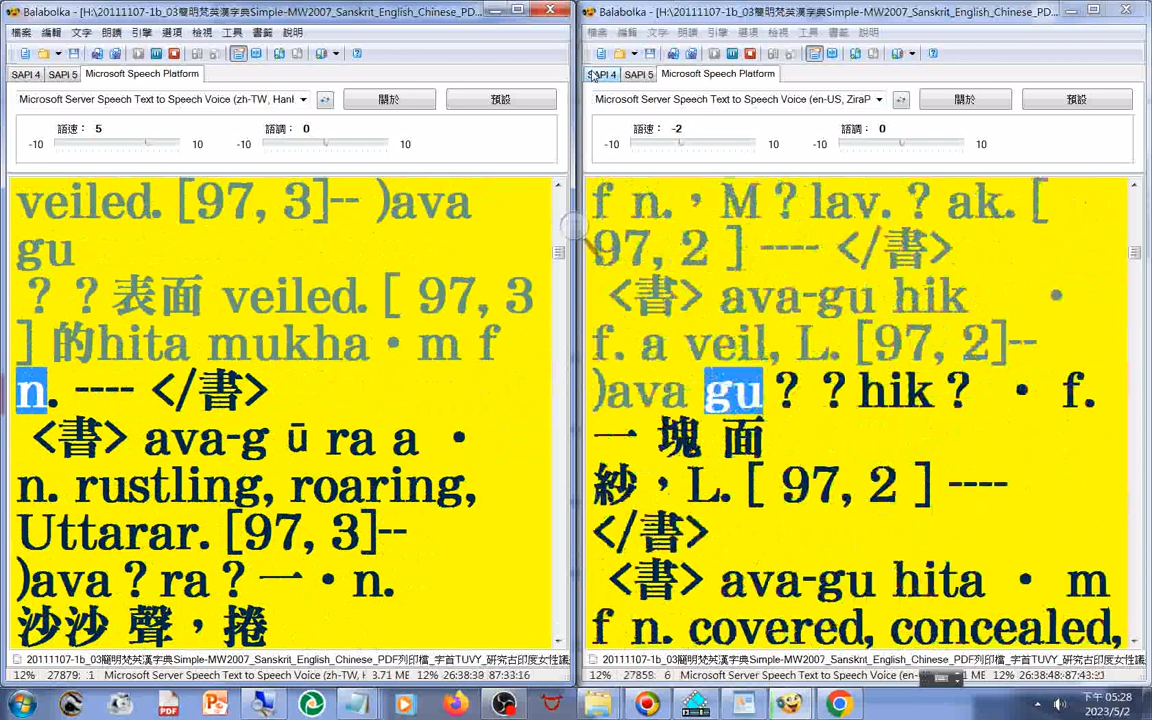 Balabolka - [H:\20111107-1b_03簡明梵英漢字典Simple-MW2007_Sanskrit_English_Chinese_PD...
檔案 編輯 文字 朗讀 引擎 選項 檢視 工具 書籤 說明
SAPI 4 SAPI 5 Microsoft Speech Platform
Microsoft Server Speech Text to Speech Voice (zh-TW, Han
關於 預設
語速： 5 語調： 0
-10 10 -10 10
veiled. [97, 3]-- )ava
gu
？？表面 veiled. [ 97, 3
] 的hita mukha • m f
n. ---- </書>
<書> ava-g ū ra a •
n. rustling, roaring,
Uttarar. [97, 3]--
)ava ? ra ? 一 • n.
沙沙 聲，捲
20111107-1b_03簡明梵英漢字典Simple-MW2007_Sanskrit_English_Chinese_PDF列印檔_字首TUVY_研究古印度女性議
12% 27879: :1 Microsoft Server Speech Text to Speech Voice (zh-TW, H 3.71 ME 12% 26:38:39 87:33:16
Balabolka - [H:\20111107-1b_03簡明梵英漢字典Simple-MW2007_Sanskrit_English_Chinese_PD...
檔案 編輯 文字 朗讀 引擎 選項 檢視 工具 書籤 說明
SAPI 4 SAPI 5 Microsoft Speech Platform
Microsoft Server Speech Text to Speech Voice (en-US, ZiraP
關於 預設
語速： -2 語調： 0
-10 10 -10 10
f n.，M ? lav. ? ak. [
97, 2 ] ---- </書>
<書> ava-gu hik •
f. a veil, L. [97, 2]--
)ava gu ? ? hik ? • f.
一 塊 面
紗，L. [ 97, 2 ] ----
</書>
<書> ava-gu hita • m
f n. covered, concealed,
20111107-1b_03簡明梵英漢字典Simple-MW2007_Sanskrit_English_Chinese_PDF列印檔_字首TUVY_研究古印度女性議
12% 27859: 6 Microsoft Server Speech Text to Speech 12% 26:38:48
下午 05:28
2023/5/2